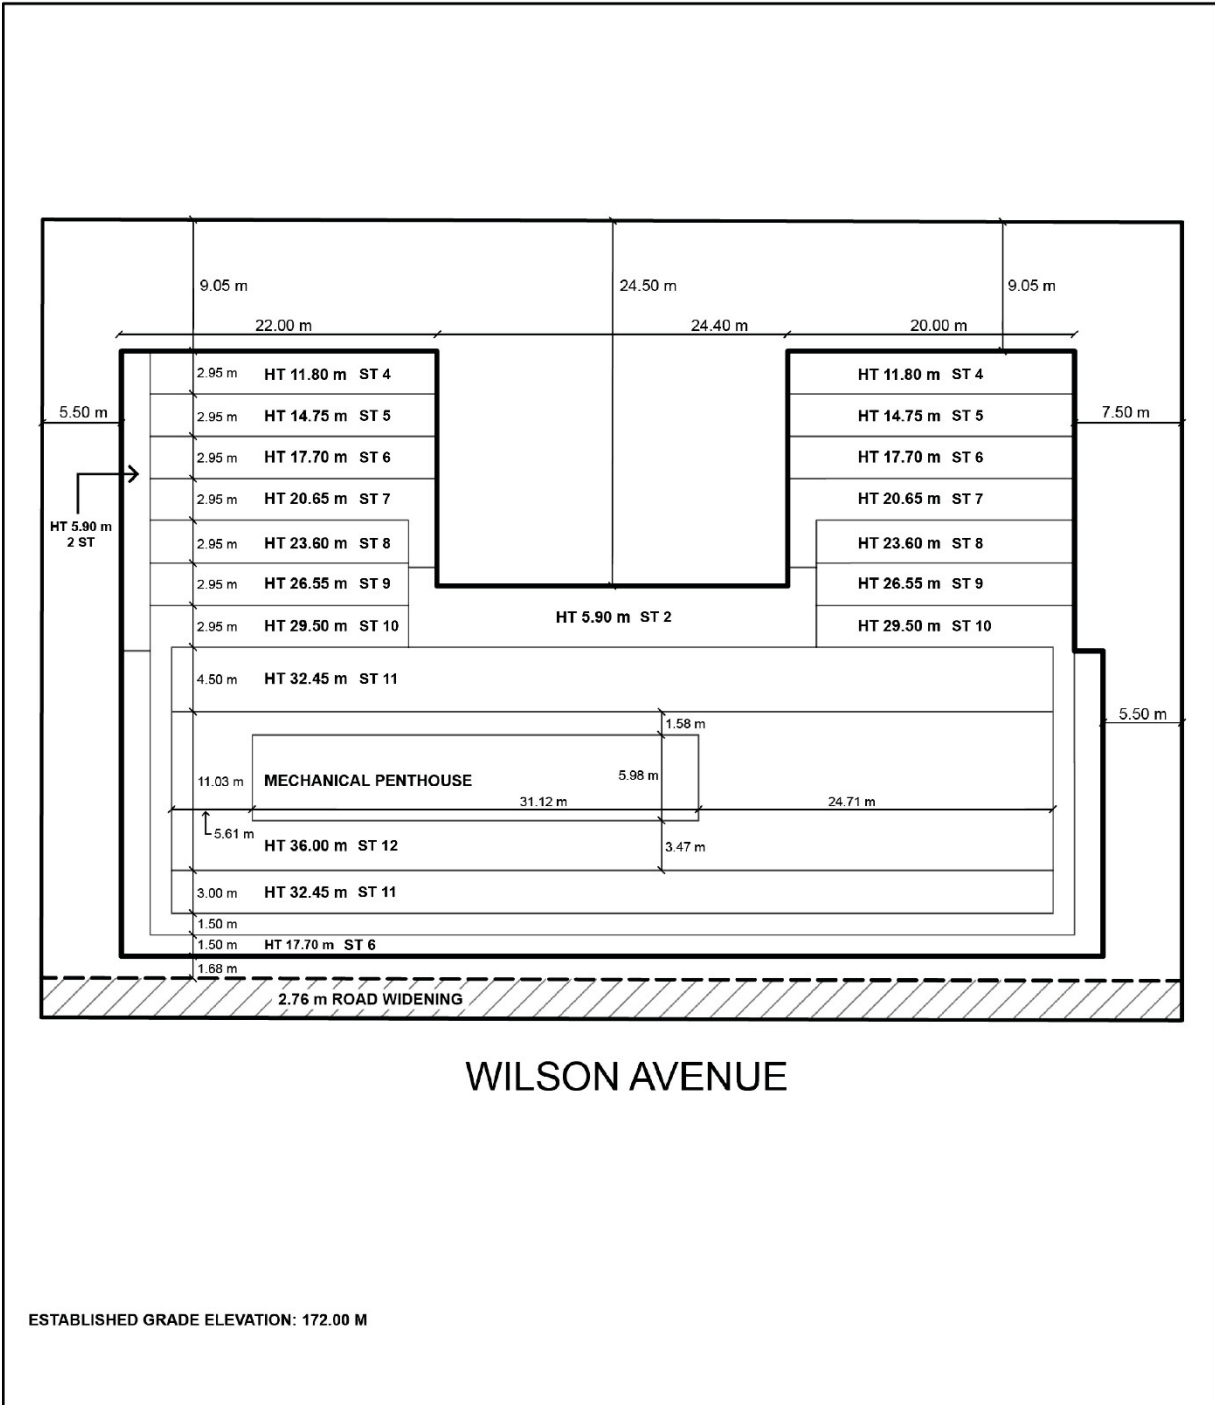 9.05 m
24.50 m
9.05 m
22.00 m
24.40 m
20.00 m
2.95 m HT 11.80 m ST 4
HT 11.80 m ST 4
5.50 m
2.95 m HT 14.75 m ST 5
HT 14.75 m ST 5
7.50 m
2.95 m HT 17.70 m ST 6
HT 17.70 m ST 6
2.95 m HT 20.65 m ST 7
HT 20.65 m ST 7
HT 5.90 m
2 ST
2.95 m HT 23.60 m ST 8
HT 23.60 m ST 8
2.95 m HT 26.55 m ST 9
HT 26.55 m ST 9
HT 5.90 m ST 2
2.95 m HT 29.50 m ST 10
HT 29.50 m ST 10
4.50 m HT 32.45 m ST 11
5.50 m
1.58 m
11.03 m MECHANICAL PENTHOUSE
5.98 m
31.12 m
24.71 m
5.61 m
HT 36.00 m ST 12
3.47 m
3.00 m HT 32.45 m ST 11
1.50 m
1.50 m HT 17.70 m ST 6
1.68 m
2.76 m ROAD WIDENING
WILSON AVENUE
ESTABLISHED GRADE ELEVATION: 172.00 M